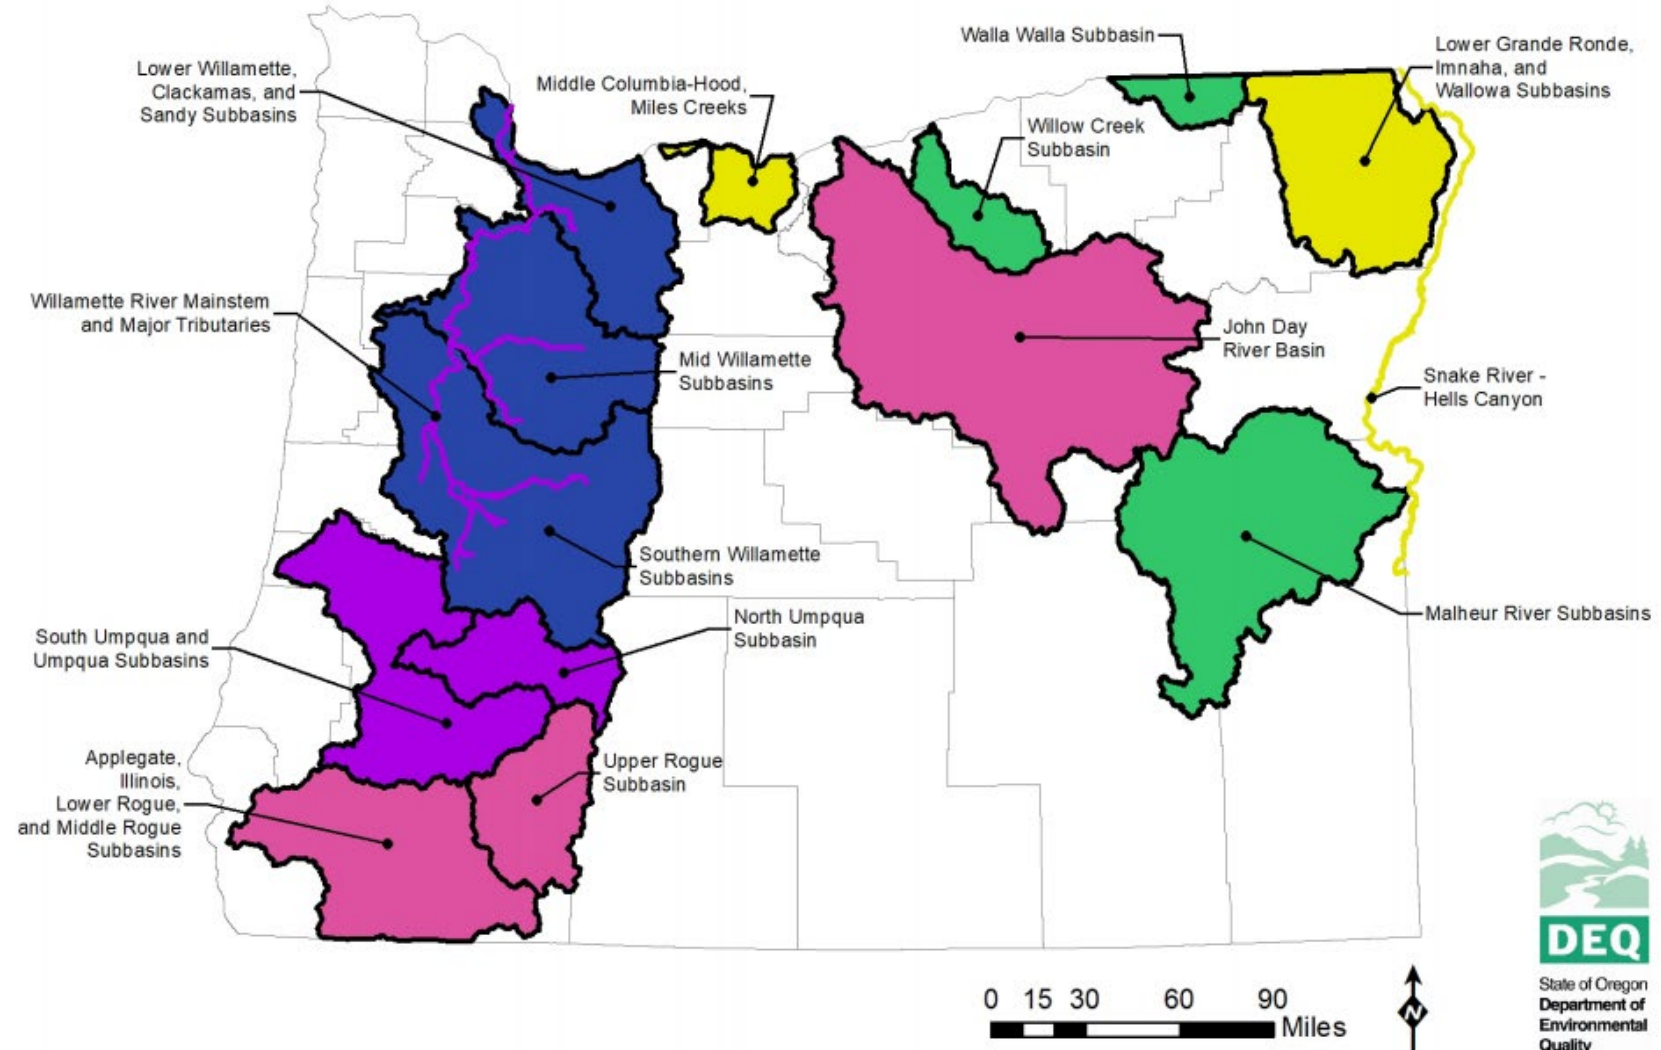 Walla Walla Subbasin
Lower Grande Ronde,
Imnaha, and
Wallowa Subbasins
Lower Willamette,
Clackamas, and
Sandy Subbasins
Middle Columbia-Hood,
Miles Creeks
Willow Creek
Subbasin
Willamette River Mainstem
and Major Tributaries
John Day
River Basin
Mid Willamette
Subbasins
Snake River -
Hells Canyon
Southern Willamette
Subbasins
North Umpqua
Subbasin
Malheur River Subbasins
South Umpqua and
Umpqua Subbasins
Applegate,
Illinois,
Lower Rogue,
and Middle Rogue
Subbasins
Upper Rogue
Subbasin
0 15 30 60 90
Miles
N
DEQ
State of Oregon
Department of
Environmental
Quality